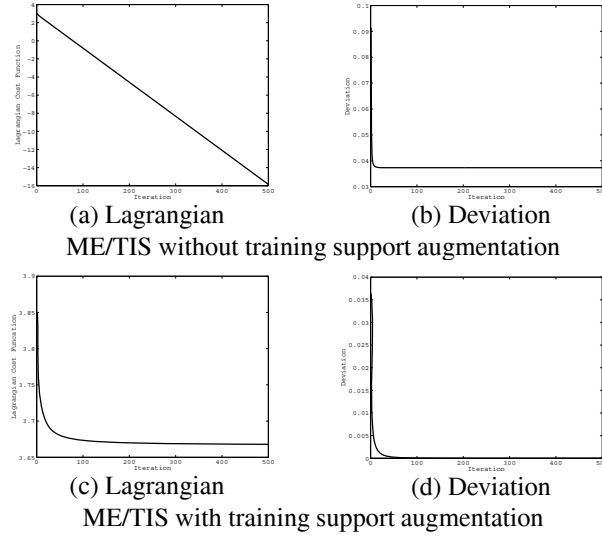 4
2
0
-2
-4
-6
-8
-10
-12
-14
-16
0 100 200 300 400 500
Lagrangian Cost Function
Iteration
(a) Lagrangian
0.1
0.09
0.08
0.07
0.06
0.05
0.04
0.03
0 100 200 300 400 500
Deviation
Iteration
(b) Deviation
ME/TIS without training support augmentation
3.9
3.85
3.8
3.75
3.7
3.65
0 100 200 300 400 500
Lagrangian Cost Funcation
Iteration
(c) Lagrangian
0.04
0.035
0.03
0.025
0.02
0.015
0.01
0.005
0
0 100 200 300 400 500
Deviation
Iteration
(d) Deviation
ME/TIS with training support augmentation